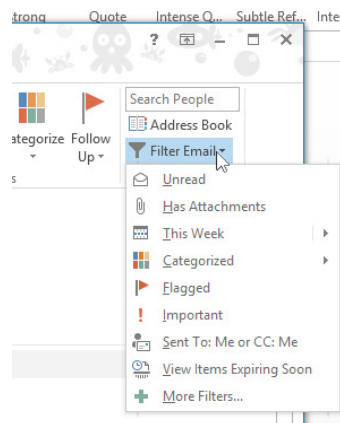 trong Quote Intense Q... Subtle Ref... Inte
?
Search People
Address Book
ategorize Follow Up
Filter Email
s
Unread
Has Attachments
This Week
Categorized
Flagged
Important
Sent To: Me or CC: Me
View Items Expiring Soon
More Filters...